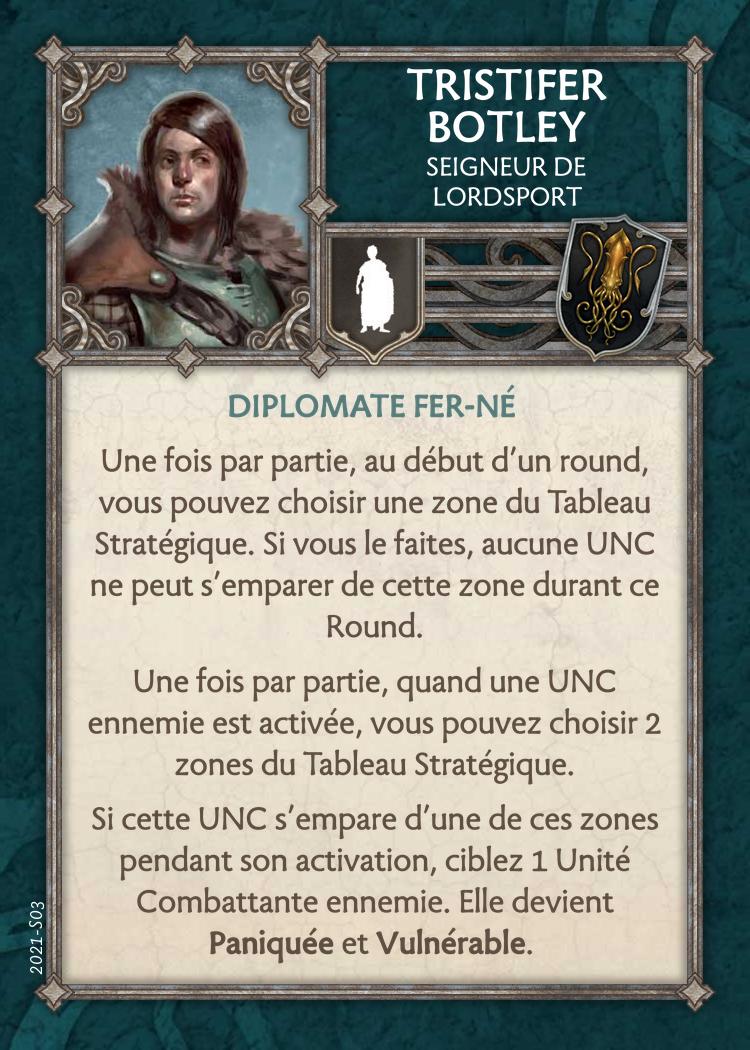 TRISTIFER
BOTLEY
SEIGNEUR DE
LORDSPORT
DIPLOMATE FER-NÉ
Une fois par partie, au début d’un round,
vous pouvez choisir une zone du Tableau
Stratégique. Si vous le faites, aucune UNC
ne peut s’emparer de cette zone durant ce
Round.
Une fois par partie, quand une UNC
ennemie est activée, vous pouvez choisir 2
zones du Tableau Stratégique.
Si cette UNC s’empare d’une de ces zones
pendant son activation, ciblez 1 Unité
Combattante ennemie. Elle devient
Paniquée et Vulnérable.
2021-S03